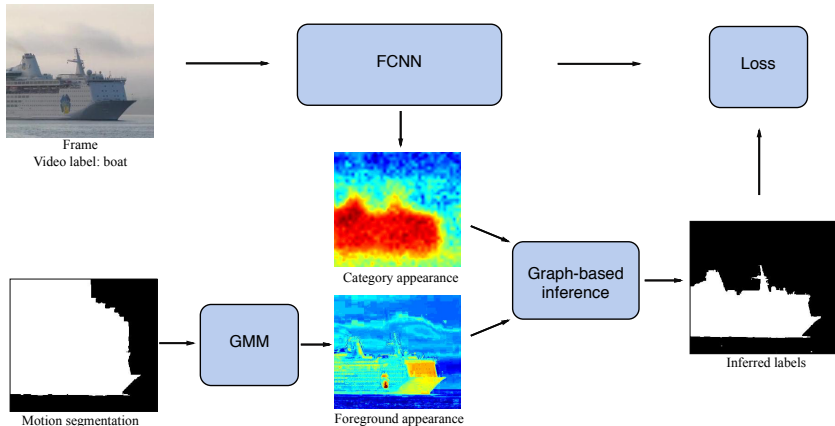 FCNN
Loss
Frame
Video label: boat
Category appearance
Graph-based
inference
GMM
Inferred labels
Foreground appearance
Motion segmentation